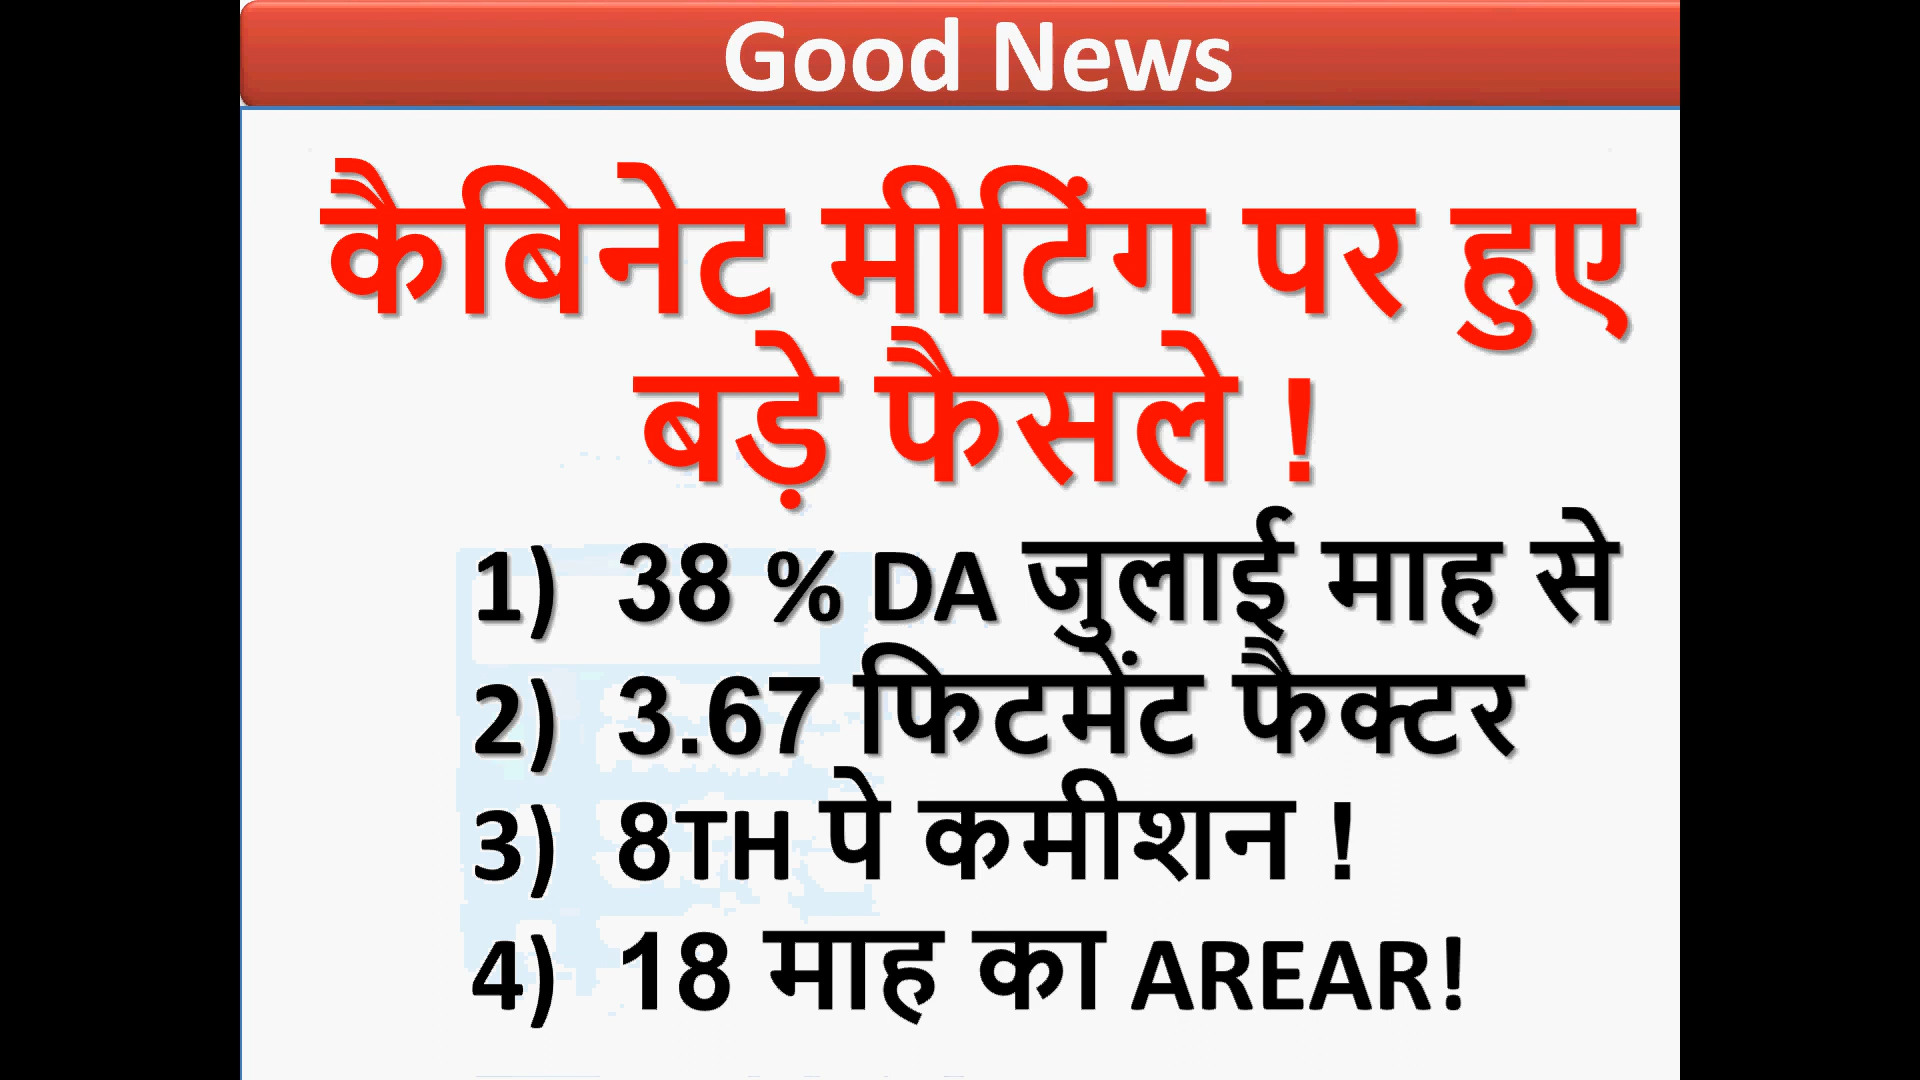 Good News
कैबिनेट मीटिंग पर हुए
बड़े फैसले !
1) 38 % DA जुलाई माह से
2) 3.67 फिटमेंट फैक्टर
3) 8TH पे कमीशन !
4) 18 माह का AREAR!